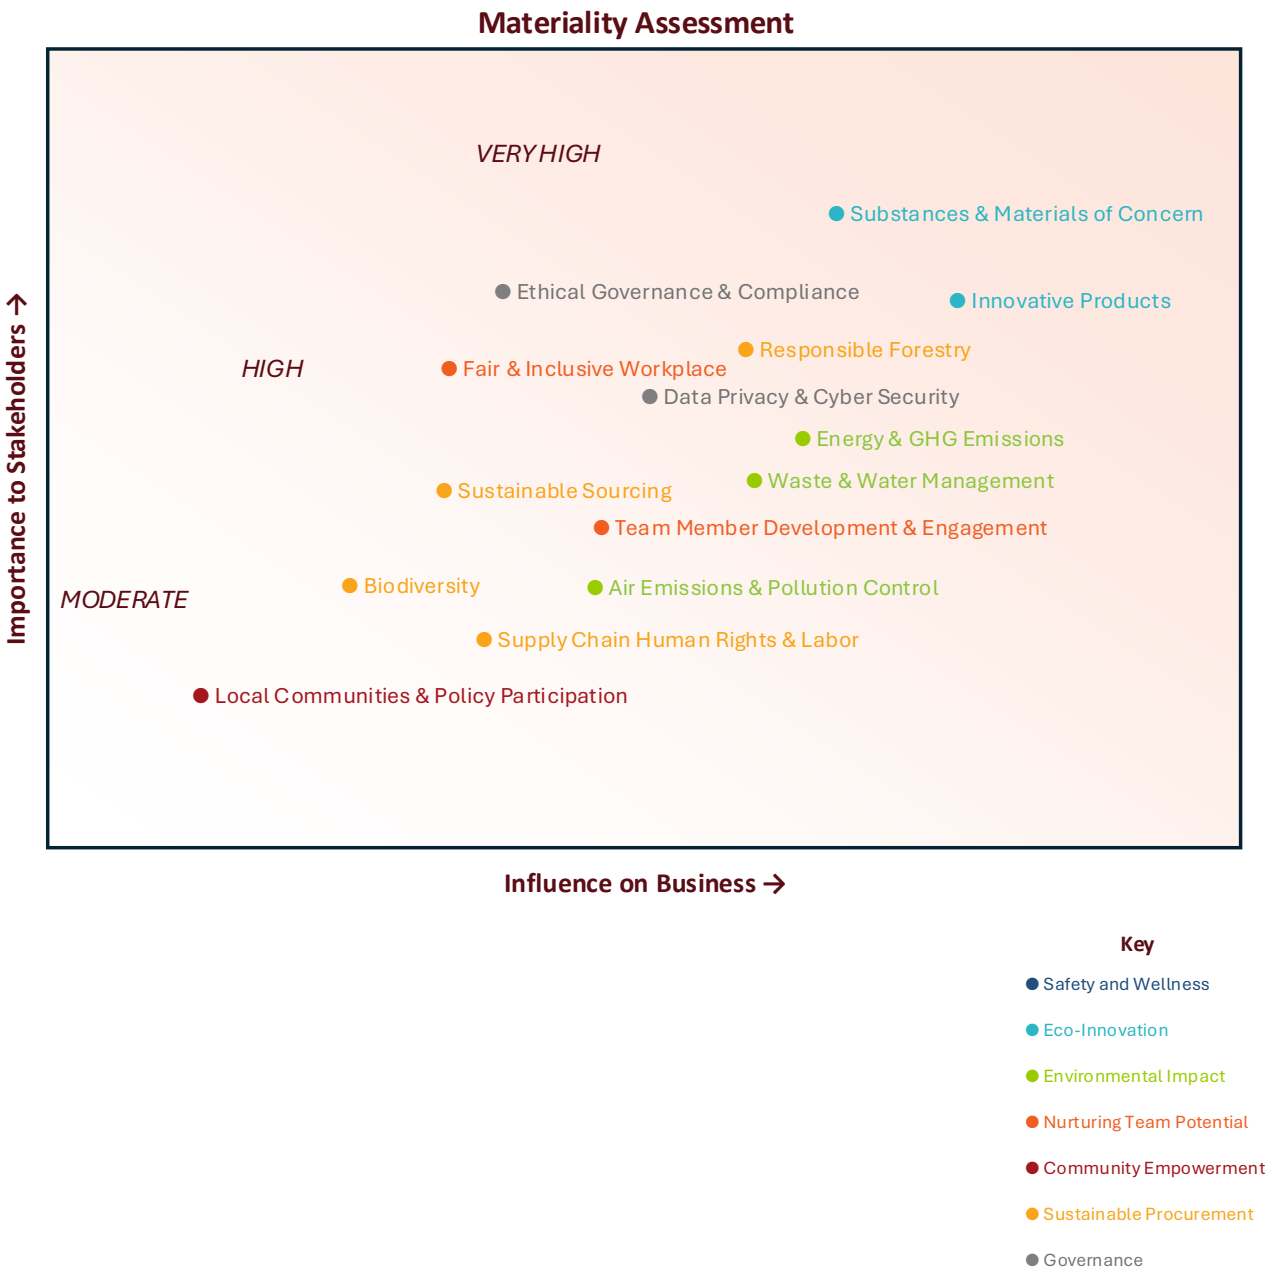 Materiality Assessment
VERY HIGH
Substances & Materials of Concern
Ethical Governance & Compliance
Innovative Products
Responsible Forestry
HIGH
Fair & Inclusive Workplace
Data Privacy & Cyber Security
Energy & GHG Emissions
Waste & Water Management
Sustainable Sourcing
Team Member Development & Engagement
Biodiversity
Air Emissions & Pollution Control
MODERATE
Supply Chain Human Rights & Labor
Local Communities & Policy Participation
Importance to Stakeholders →
Influence on Business →
Key
Safety and Wellness
Eco-Innovation
Environmental Impact
Nurturing Team Potential
Community Empowerment
Sustainable Procurement
Governance